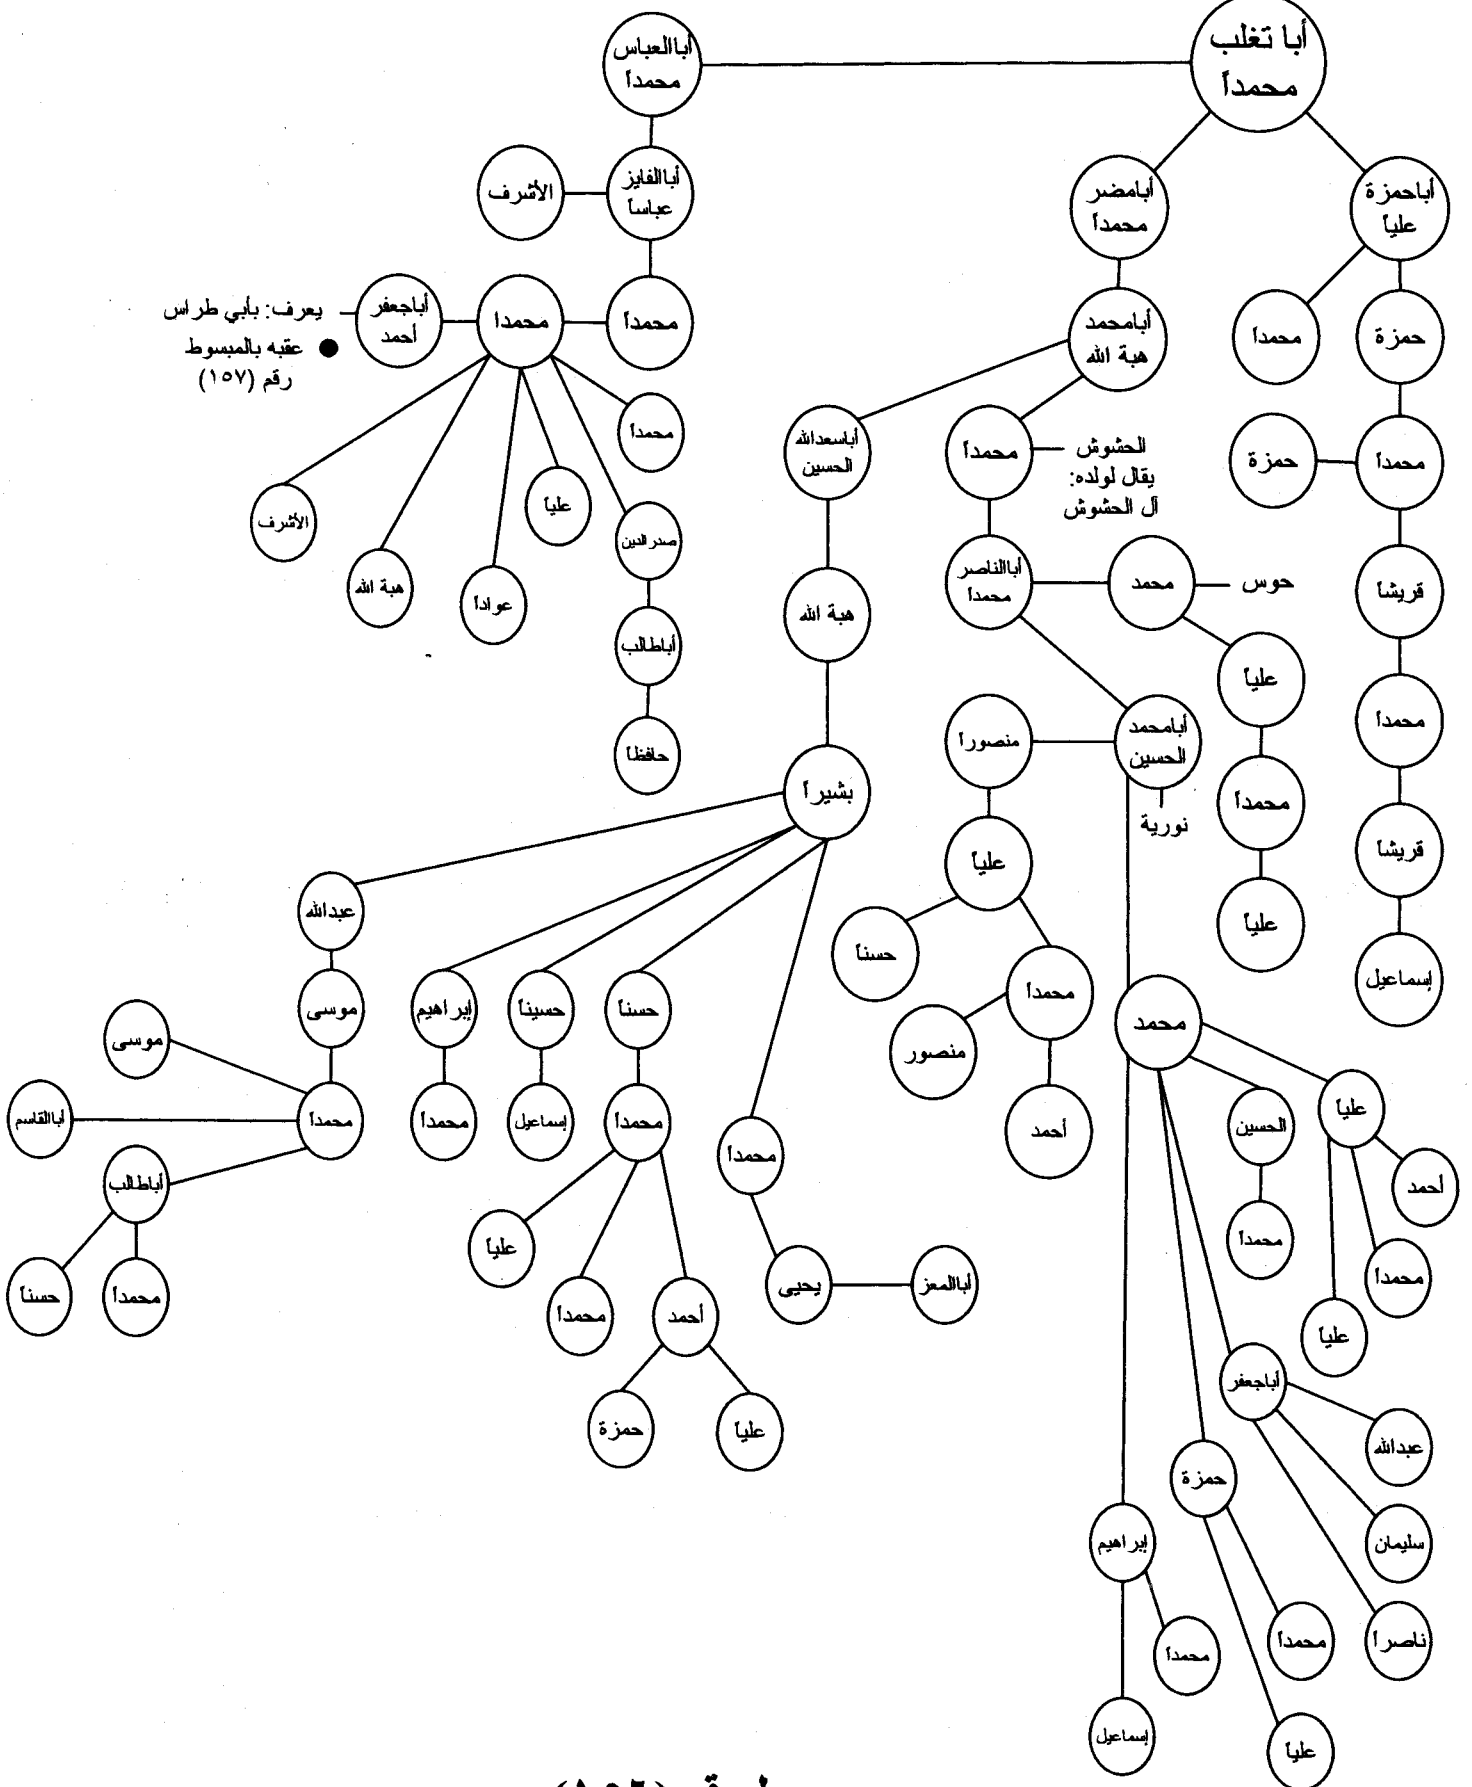 أبا تغلب
محمداً
أباالعباس
محمداً
أباحمزة
علياً
أبامضر
محمداً
أباالفايز
عباساً
الأشرف
محمداً
حمزة
أبامحمد
هبة الله
محمداً
محمدا
أباجعفر
أحمد
يعرف: بأبي طراس
عقبه بالمبسوط
رقم (١٥٧)
محمداً
حمزة
الحشوش
يقال لولده:
آل الحشوش
محمداً
أباسعدالله
الحسين
محمداً
علياً
الأشرف
صدرالدين
هبة الله
عواداً
قريشاً
حوس
محمد
أباالناصر
محمداً
هبة الله
أباطالب
علياً
محمداً
أبامحمد
الحسين
منصوراً
حافظاً
نورية
محمداً
بشيراً
قريشاً
علياً
علياً
عبدالله
إسماعيل
حسناً
محمداً
محمد
منصور
حسناً
حسيناً
إبراهيم
موسى
موسى
علياً
الحسين
أحمد
محمداً
محمداً
إسماعيل
محمداً
محمداً
أباالقاسم
أحمد
أباطالب
محمداً
محمداً
علياً
أباالمعز
يحيى
علياً
محمداً
أحمد
محمداً
حسناً
أباجعفر
عبدالله
علياً
حمزة
حمزة
سليمان
إبراهيم
ناصراً
محمداً
محمداً
إسماعيل
علياً